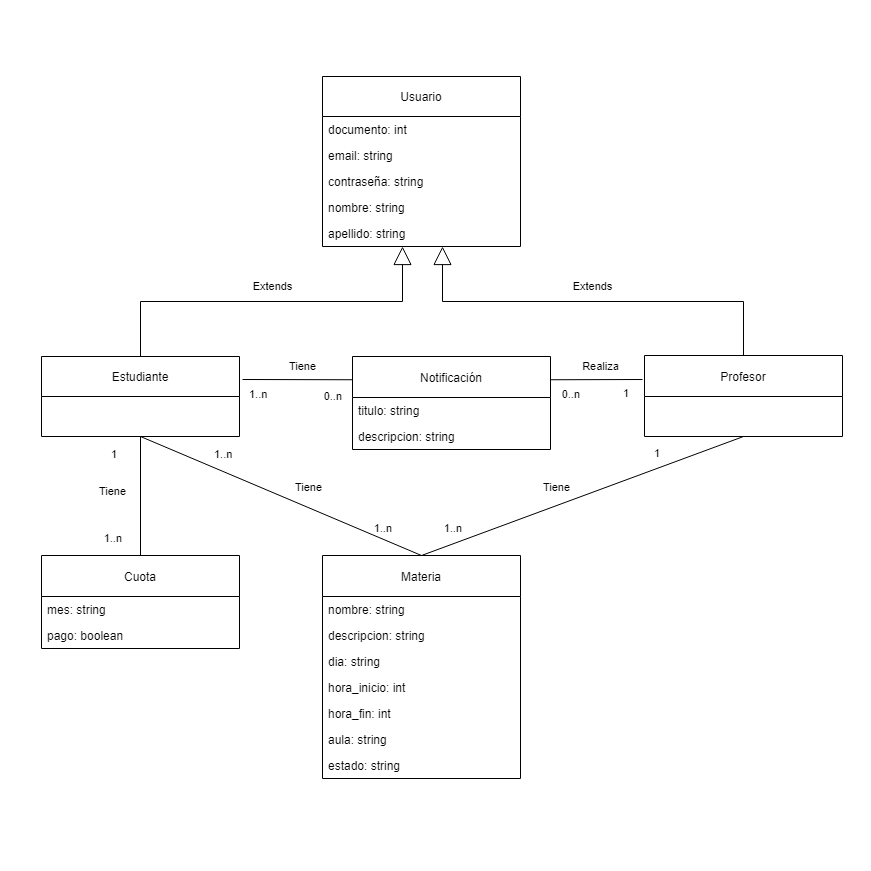 Usuario
documento: int
email: string
contraseña: string
nombre: string
apellido: string
Extends
Extends
Estudiante
Tiene
1..n
0..n
Notificación
titulo: string
descripcion: string
Realiza
0..n
1
Profesor
1
Tiene
1..n
1..n
Tiene
1..n
1
Tiene
1..n
Cuota
mes: string
pago: boolean
Materia
nombre: string
descripcion: string
dia: string
hora_inicio: int
hora_fin: int
aula: string
estado: string